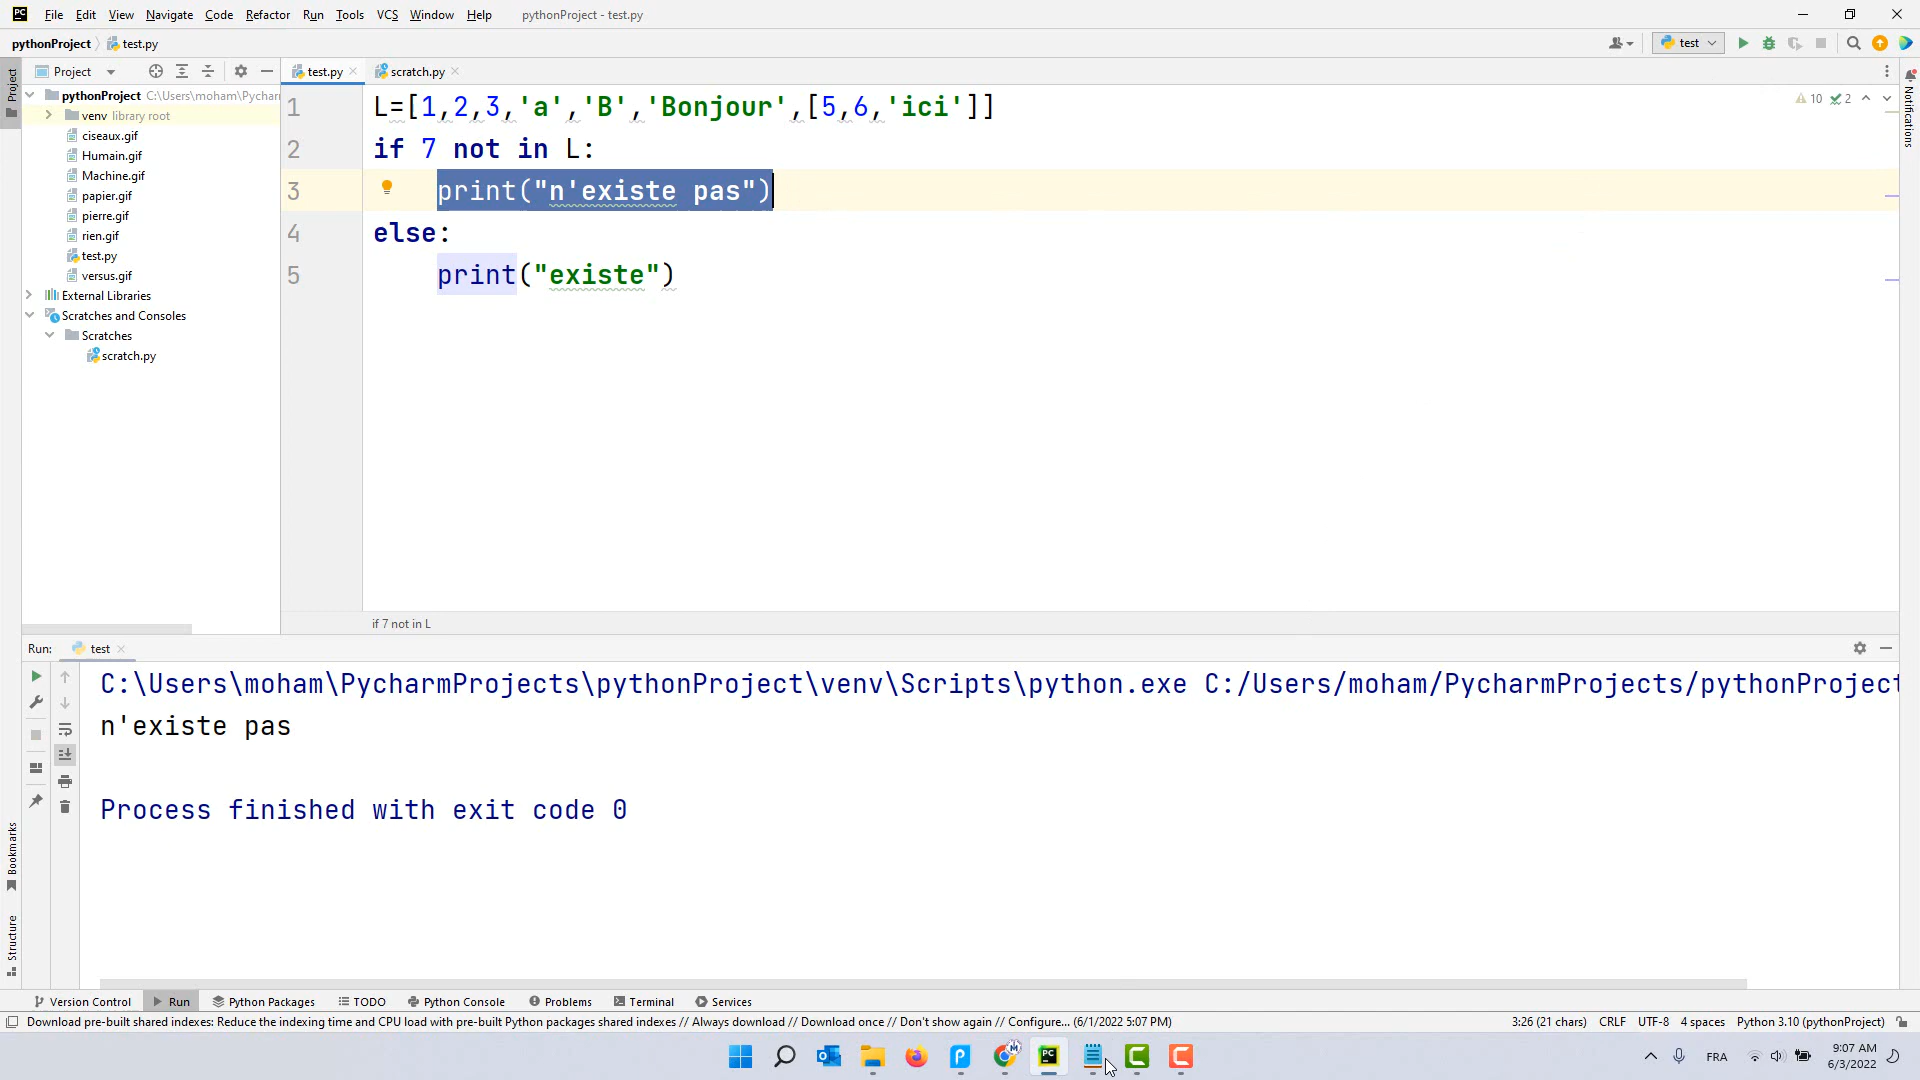 File Edit View Navigate Code Refactor Run Tools VCS Window Help pythonProject - test.py
pythonProject test.py test
Project test.py scratch.py
pythonProject C:\Users\moham\Pychar
venv library root
ciseaux.gif
Humain.gif
Machine.gif
papier.gif
pierre.gif
rien.gif
test.py
versus.gif
External Libraries
Scratches and Consoles
Scratches
scratch.py
Project
Bookmarks
Structure
Notifications
10 2
1 L=[1,2,3,'a','B','Bonjour',[5,6,'ici']]
2 if 7 not in L:
3 print("n'existe pas")
4 else:
5 print("existe")
if 7 not in L
Run: test
C:\Users\moham\PycharmProjects\pythonProject\venv\Scripts\python.exe C:/Users/moham/PycharmProjects/pythonProject
n'existe pas
Process finished with exit code 0
Version Control Run Python Packages TODO Python Console Problems Terminal Services
Download pre-built shared indexes: Reduce the indexing time and CPU load with pre-built Python packages shared indexes // Always download // Download once // Don't show again // Configure... (6/1/2022 5:07 PM) 3:26 (21 chars) CRLF UTF-8 4 spaces Python 3.10 (pythonProject)
FRA 9:07 AM
6/3/2022